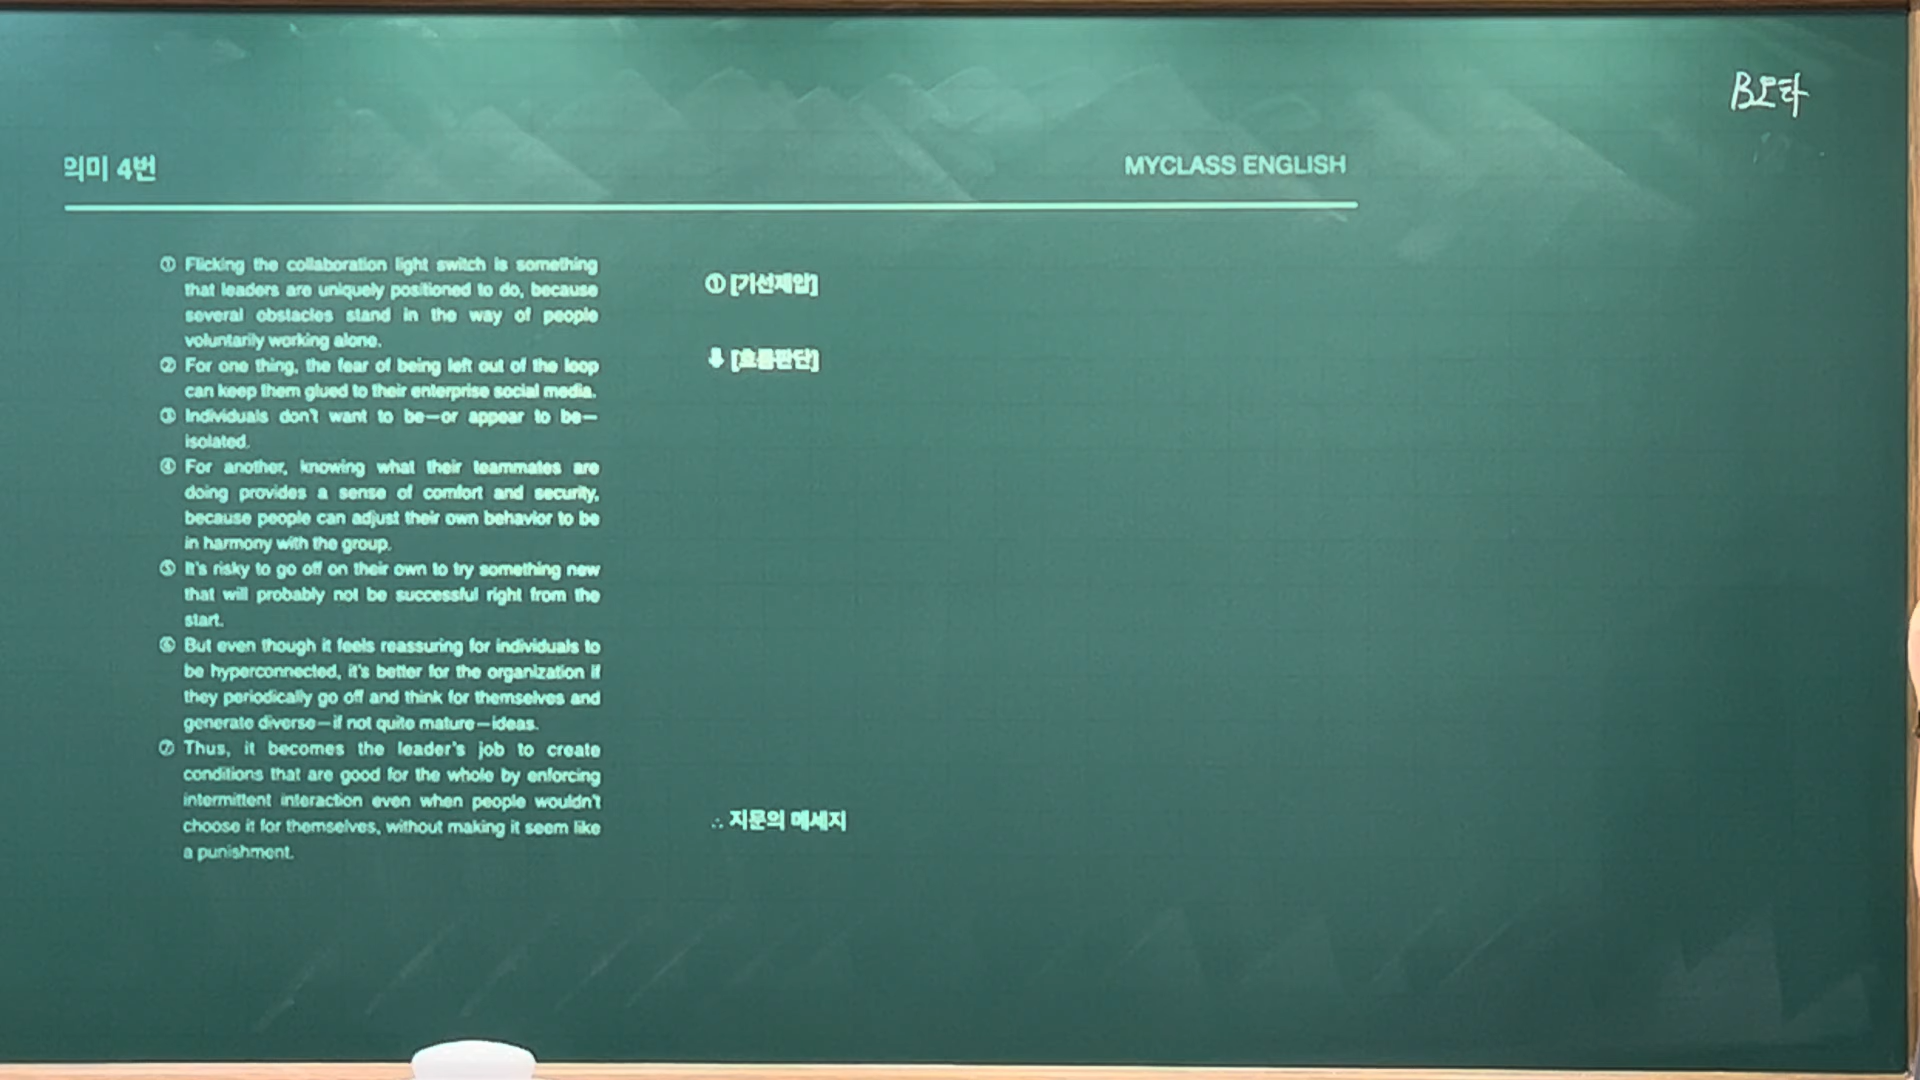 B오타
의미 4번
MYCLASS ENGLISH
① Flicking the collaboration light switch is something
that leaders are uniquely positioned to do, because
several obstacles stand in the way of people
voluntarily working alone.
② For one thing, the fear of being left out of the loop
can keep them glued to their enterprise social media.
③ Individuals don't want to be—or appear to be—
isolated.
④ For another, knowing what their teammates are
doing provides a sense of comfort and security,
because people can adjust their own behavior to be
in harmony with the group.
⑤ It's risky to go off on their own to try something new
that will probably not be successful right from the
start.
⑥ But even though it feels reassuring for individuals to
be hyperconnected, it's better for the organization if
they periodically go off and think for themselves and
generate diverse—if not quite mature—ideas.
⑦ Thus, it becomes the leader's job to create
conditions that are good for the whole by enforcing
intermittent interaction even when people wouldn't
choose it for themselves, without making it seem like
a punishment.
① [기선제압]
⬇ [흐름판단]
∴ 지문의 메세지